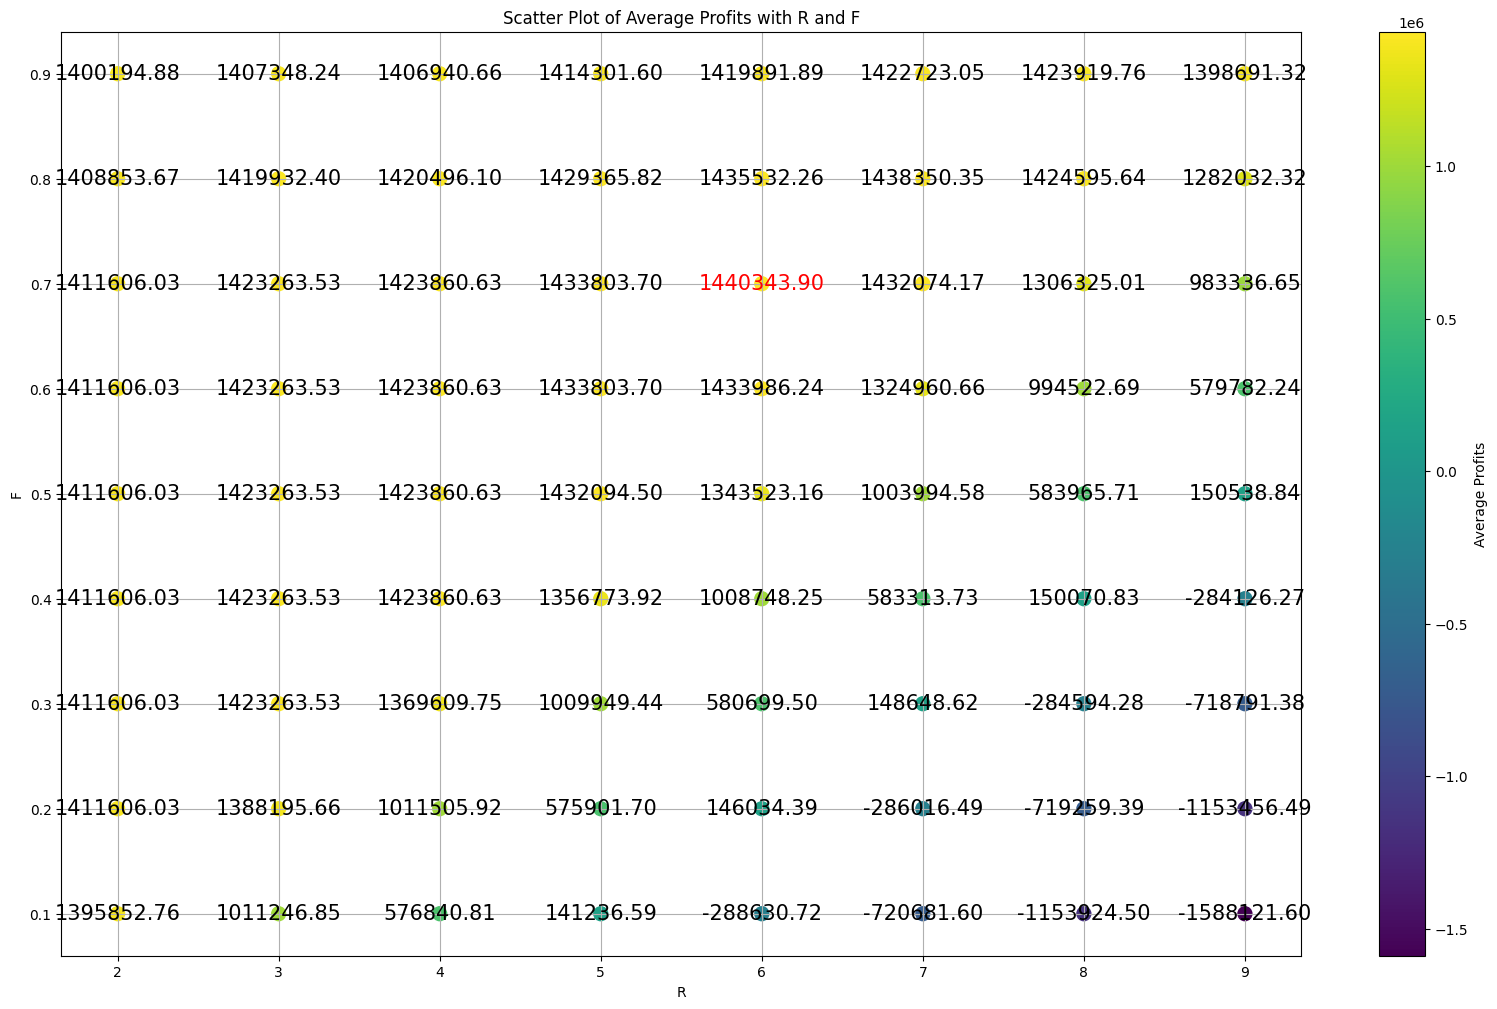 Scatter Plot of Average Profits with R and F
1e6
0.9 1400194.88 1407348.24 1406940.66 1414301.60 1419891.89 1422723.05 1423919.76 1398691.32
0.8 1408853.67 1419932.40 1420496.10 1429365.82 1435532.26 1438350.35 1424595.64 1282032.32
0.7 1411606.03 1423263.53 1423860.63 1433803.70 1440343.90 1432074.17 1306325.01 983336.65
0.6 1411606.03 1423263.53 1423860.63 1433803.70 1433986.24 1324960.66 994522.69 579782.24
0.5 1411606.03 1423263.53 1423860.63 1432094.50 1343523.16 1003994.58 583965.71 150538.84
0.4 1411606.03 1423263.53 1423860.63 1356773.92 1008748.25 583313.73 150070.83 -284126.27
0.3 1411606.03 1423263.53 1369609.75 1009949.44 580699.50 148648.62 -284594.28 -718791.38
0.2 1411606.03 1388195.66 1011505.92 575901.70 146034.39 -286016.49 -719259.39 -1153456.49
0.1 1395852.76 1011246.85 576840.81 141236.59 -288630.72 -720681.60 -1153924.50 -1588121.60
2 3 4 5 6 7 8 9
R
F
1.0
0.5
0.0
−0.5
−1.0
−1.5
Average Profits